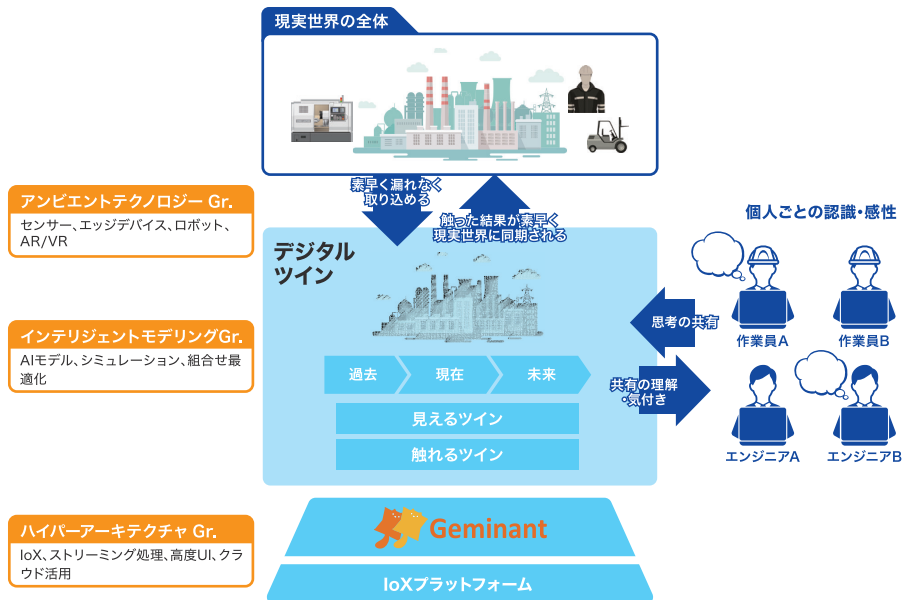 現実世界の全体
素早く漏れなく
取り込める
触った結果が素早く
現実世界に同期される
アンビエントテクノロジー Gr.
センサー、エッジデバイス、ロボット、
AR/VR
デジタル
ツイン
個人ごとの認識・感性
作業員A
作業員B
思考の共有
インテリジェントモデリングGr.
AIモデル、シミュレーション、組合せ最
適化
過去
現在
未来
共有の理解
・気付き
見えるツイン
触れるツイン
エンジニアA
エンジニアB
ハイパーアーキテクチャ Gr.
IoX、ストリーミング処理、高度UI、クラ
ウド活用
Geminant
IoXプラットフォーム